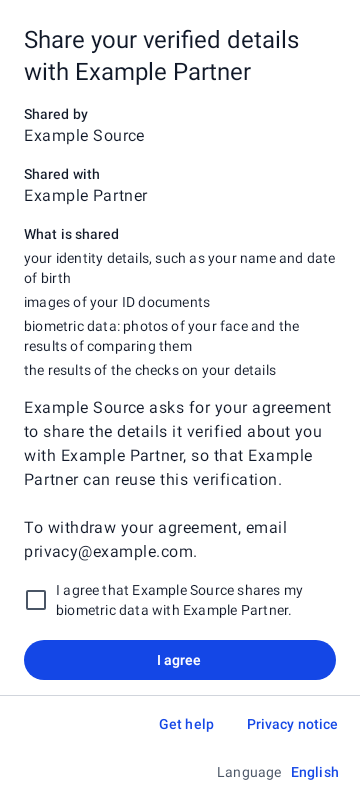 Share your verified details
with Example Partner
Shared by
Example Source
Shared with
Example Partner
What is shared
your identity details, such as your name and date
of birth
images of your ID documents
biometric data: photos of your face and the
results of comparing them
the results of the checks on your details
Example Source asks for your agreement
to share the details it verified about you
with Example Partner, so that Example
Partner can reuse this verification.
To withdraw your agreement, email
privacy@example.com.
I agree that Example Source shares my
biometric data with Example Partner.
I agree
Get help Privacy notice
Language English